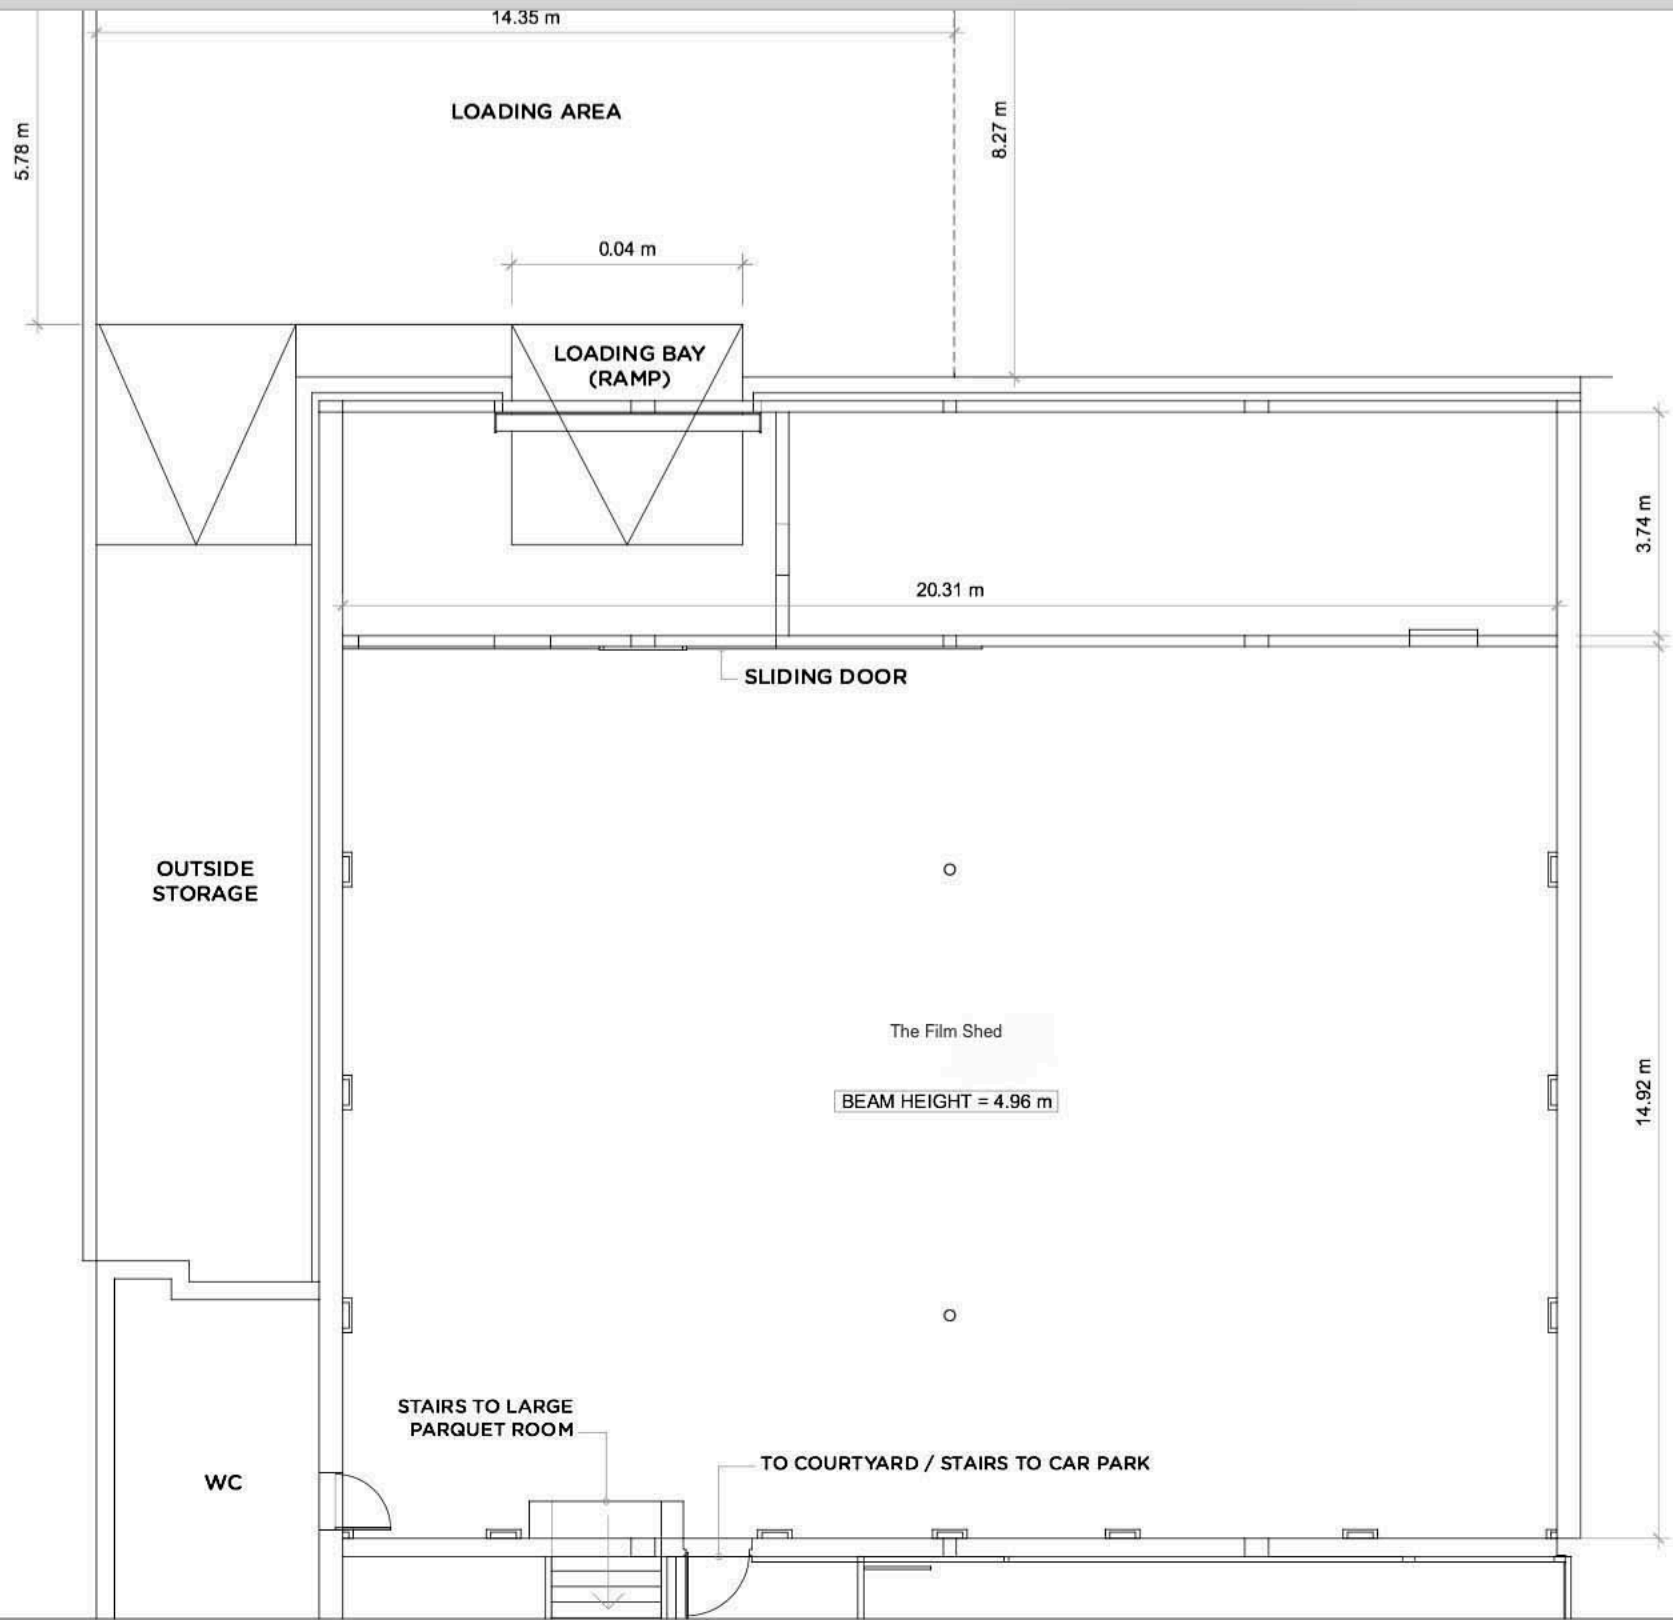 14.35 m
LOADING AREA
5.78 m
8.27 m
0.04 m
LOADING BAY
(RAMP)
3.74 m
20.31 m
SLIDING DOOR
OUTSIDE
STORAGE
The Film Shed
BEAM HEIGHT = 4.96 m
14.92 m
STAIRS TO LARGE
PARQUET ROOM
TO COURTYARD / STAIRS TO CAR PARK
WC